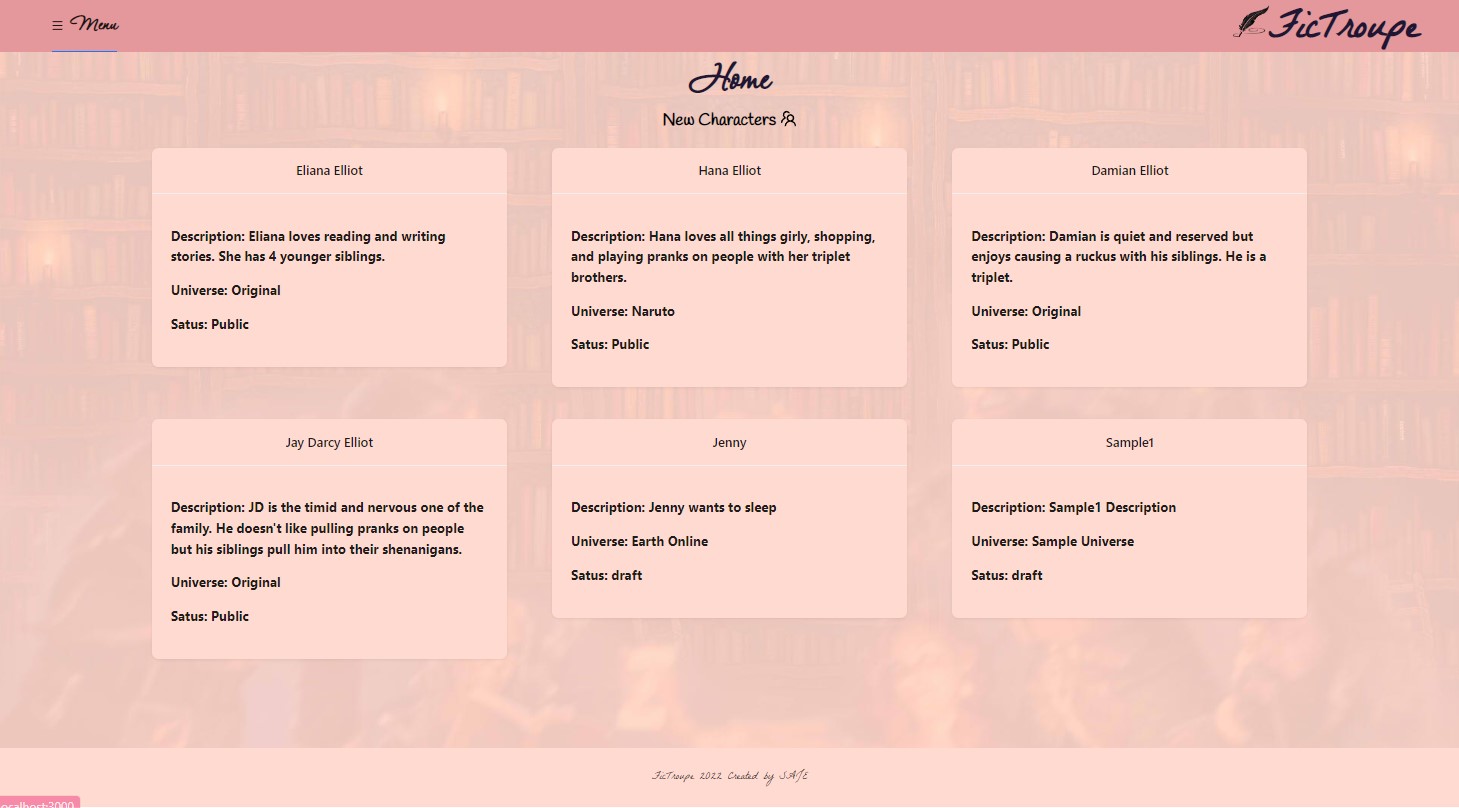 ☰ Menu
FicTroupe
Home
New Characters
Eliana Elliot
Description: Eliana loves reading and writing
stories. She has 4 younger siblings.
Universe: Original
Satus: Public
Hana Elliot
Description: Hana loves all things girly, shopping,
and playing pranks on people with her triplet
brothers.
Universe: Naruto
Satus: Public
Damian Elliot
Description: Damian is quiet and reserved but
enjoys causing a ruckus with his siblings. He is a
triplet.
Universe: Original
Satus: Public
Jay Darcy Elliot
Description: JD is the timid and nervous one of the
family. He doesn't like pulling pranks on people
but his siblings pull him into their shenanigans.
Universe: Original
Satus: Public
Jenny
Description: Jenny wants to sleep
Universe: Earth Online
Satus: draft
Sample1
Description: Sample1 Description
Universe: Sample Universe
Satus: draft
FicTroupe 2022 Created by SAJE
ocalhost:3000